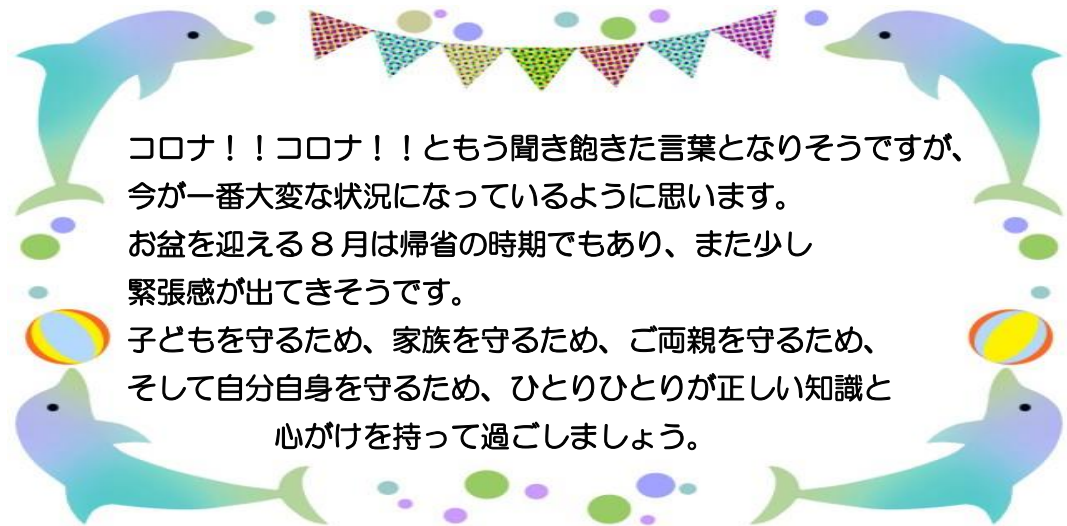 コロナ！！コロナ！！ともう聞き飽きた言葉となりそうですが、
今が一番大変な状況になっているように思います。
お盆を迎える８月は帰省の時期でもあり、また少し
緊張感が出てきそうです。
子どもを守るため、家族を守るため、ご両親を守るため、
そして自分自身を守るため、ひとりひとりが正しい知識と
心がけを持って過ごしましょう。